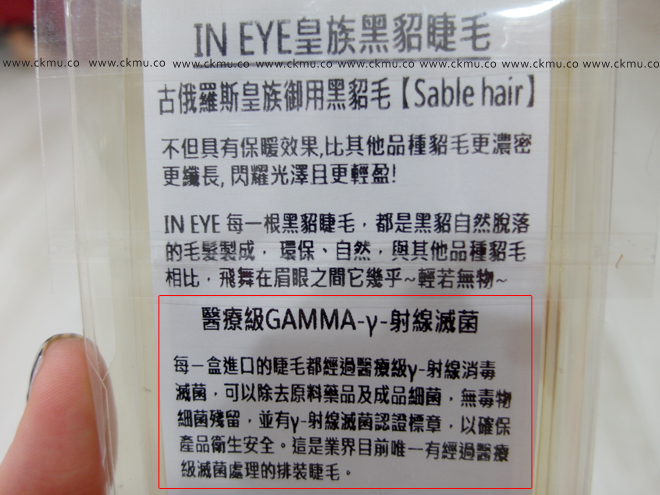 IN EYE皇族黑貂睫毛
www.ckmu.co www.ckmu.co www.ckmu.co www.ckmu.co www.ckmu.co www.ckmu.co www.ckmu.co www.ckmu.co
古俄羅斯皇族御用黑貂毛【Sable hair】
不但具有保暖效果,比其他品種貂毛更濃密
更纖長, 閃耀光澤且更輕盈!
IN EYE 每一根黑貂睫毛，都是黑貂自然脫落
的毛髮製成， 環保、自然，與其他品種貂毛
相比，飛舞在眉眼之間它幾乎~輕若無物~
醫療級GAMMA-γ-射線滅菌
每一盒進口的睫毛都經過醫療級γ-射線消毒
滅菌，可以除去原料藥品及成品細菌，無毒物
細菌殘留，並有γ-射線滅菌認證標章，以確保
產品衛生安全。這是業界目前唯一有經過醫療
級滅菌處理的排裝睫毛。